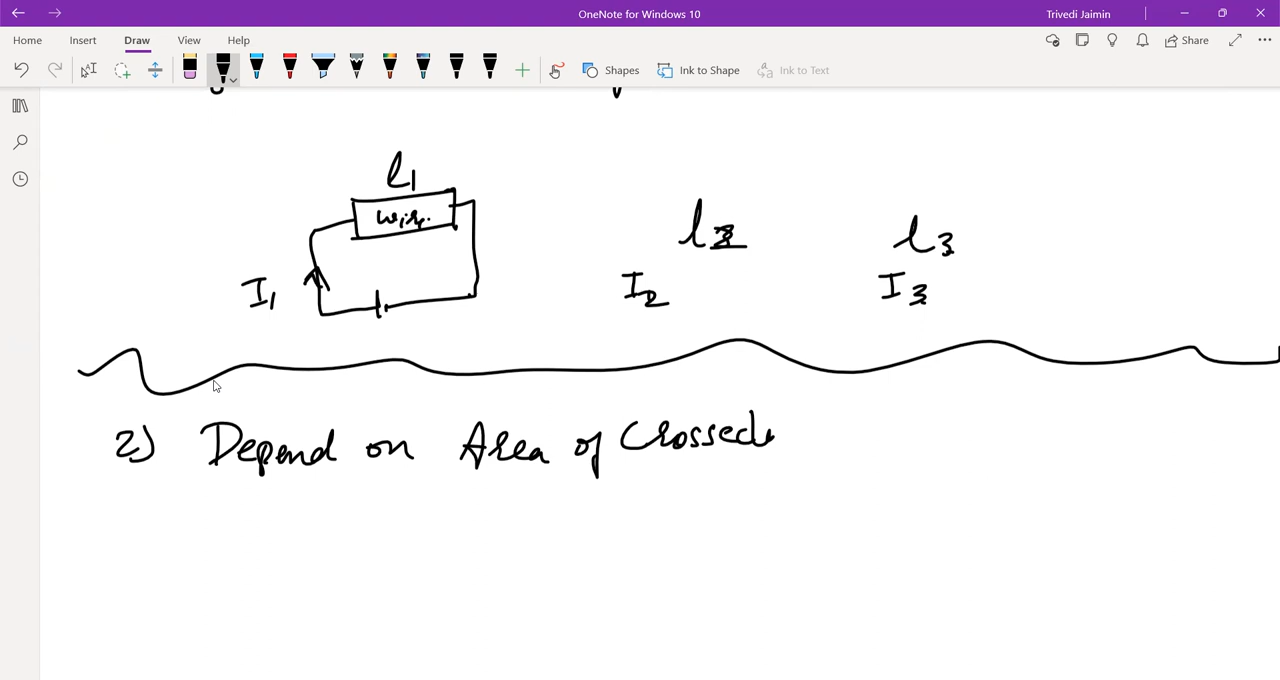 OneNote for Windows 10
Trivedi Jaimin
Home Insert Draw View Help
Share
Shapes Ink to Shape Ink to Text
l1
wire
l2 l3
I1 I2 I3
2) Depend on Area of Crossec